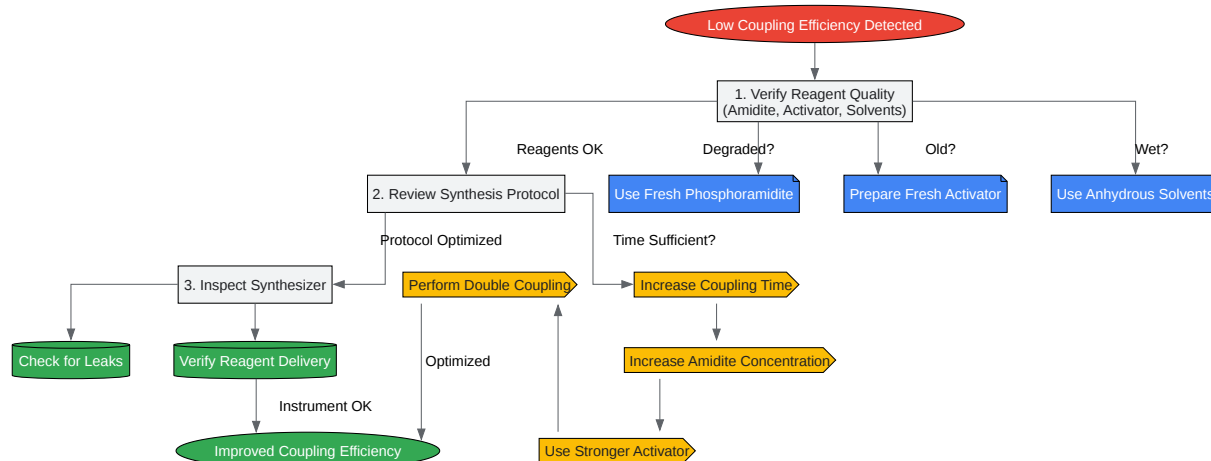 Low Coupling Efficiency Detected
1. Verify Reagent Quality
(Amidite, Activator, Solvents)
Reagents OK
Degraded?
Old?
Wet?
2. Review Synthesis Protocol
Use Fresh Phosphoramidite
Prepare Fresh Activator
Use Anhydrous Solvents
Protocol Optimized
Time Sufficient?
3. Inspect Synthesizer
Perform Double Coupling
Increase Coupling Time
Check for Leaks
Verify Reagent Delivery
Optimized
Increase Amidite Concentration
Instrument OK
Improved Coupling Efficiency
Use Stronger Activator